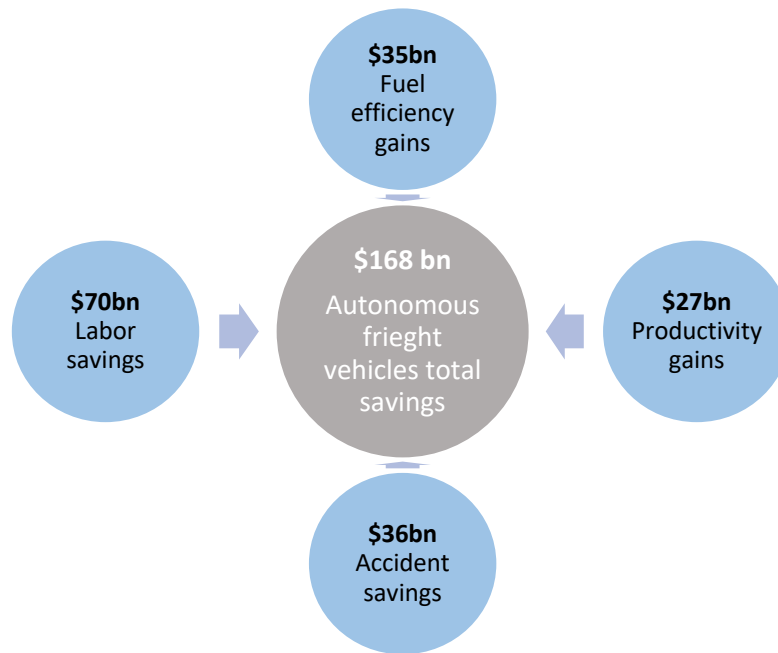 $35bn
Fuel
efficiency
gains
$168 bn
Autonomous
frieght
vehicles total
savings
$70bn
Labor
savings
$27bn
Productivity
gains
$36bn
Accident
savings